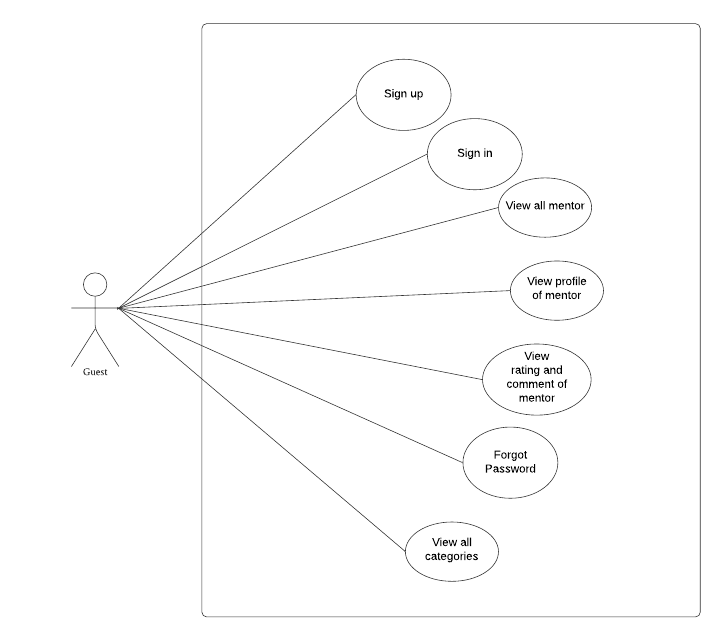 Sign up
Sign in
View all mentor
View profile
of mentor
Guest
View
rating and
comment of
mentor
Forgot
Password
View all
categories